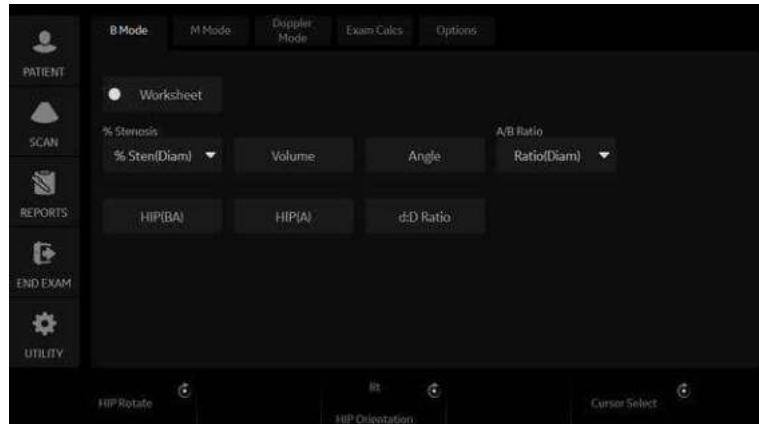 B Mode
M Mode
Doppler
Mode
Exam Calcs
Options
PATIENT
Worksheet
SCAN
% Stenosis
A/B Ratio
% Sten(Diam)
Volume
Angle
Ratio(Diam)
REPORTS
HIP(BA)
HIP(A)
d:D Ratio
END EXAM
UTILITY
HIP Rotate
Rt
HIP Orientation
Cursor Select